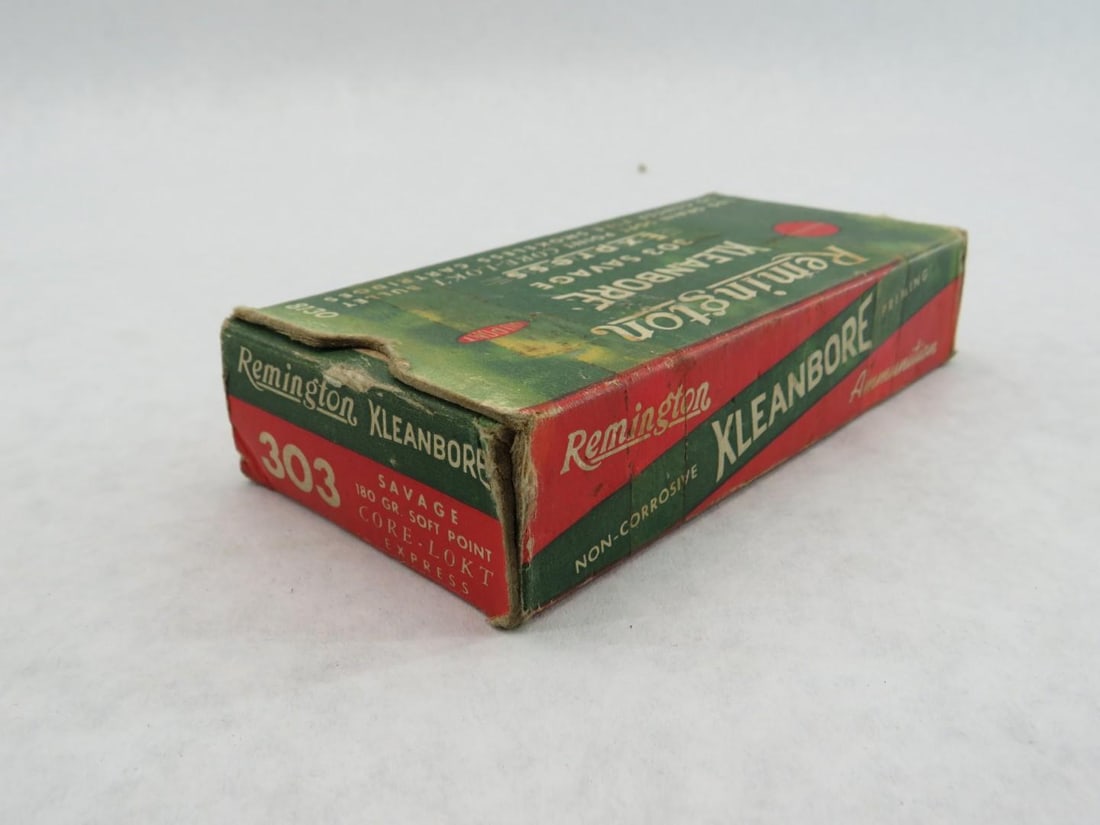 Remington
KLEANBORE
303 SAVAGE
EXPRESS
DUPONT
Remington KLEANBORE
303
SAVAGE
180 GR. SOFT POINT
CORE-LOKT
EXPRESS
Remington
NON-CORROSIVE KLEANBORE PRIMING
Ammunition